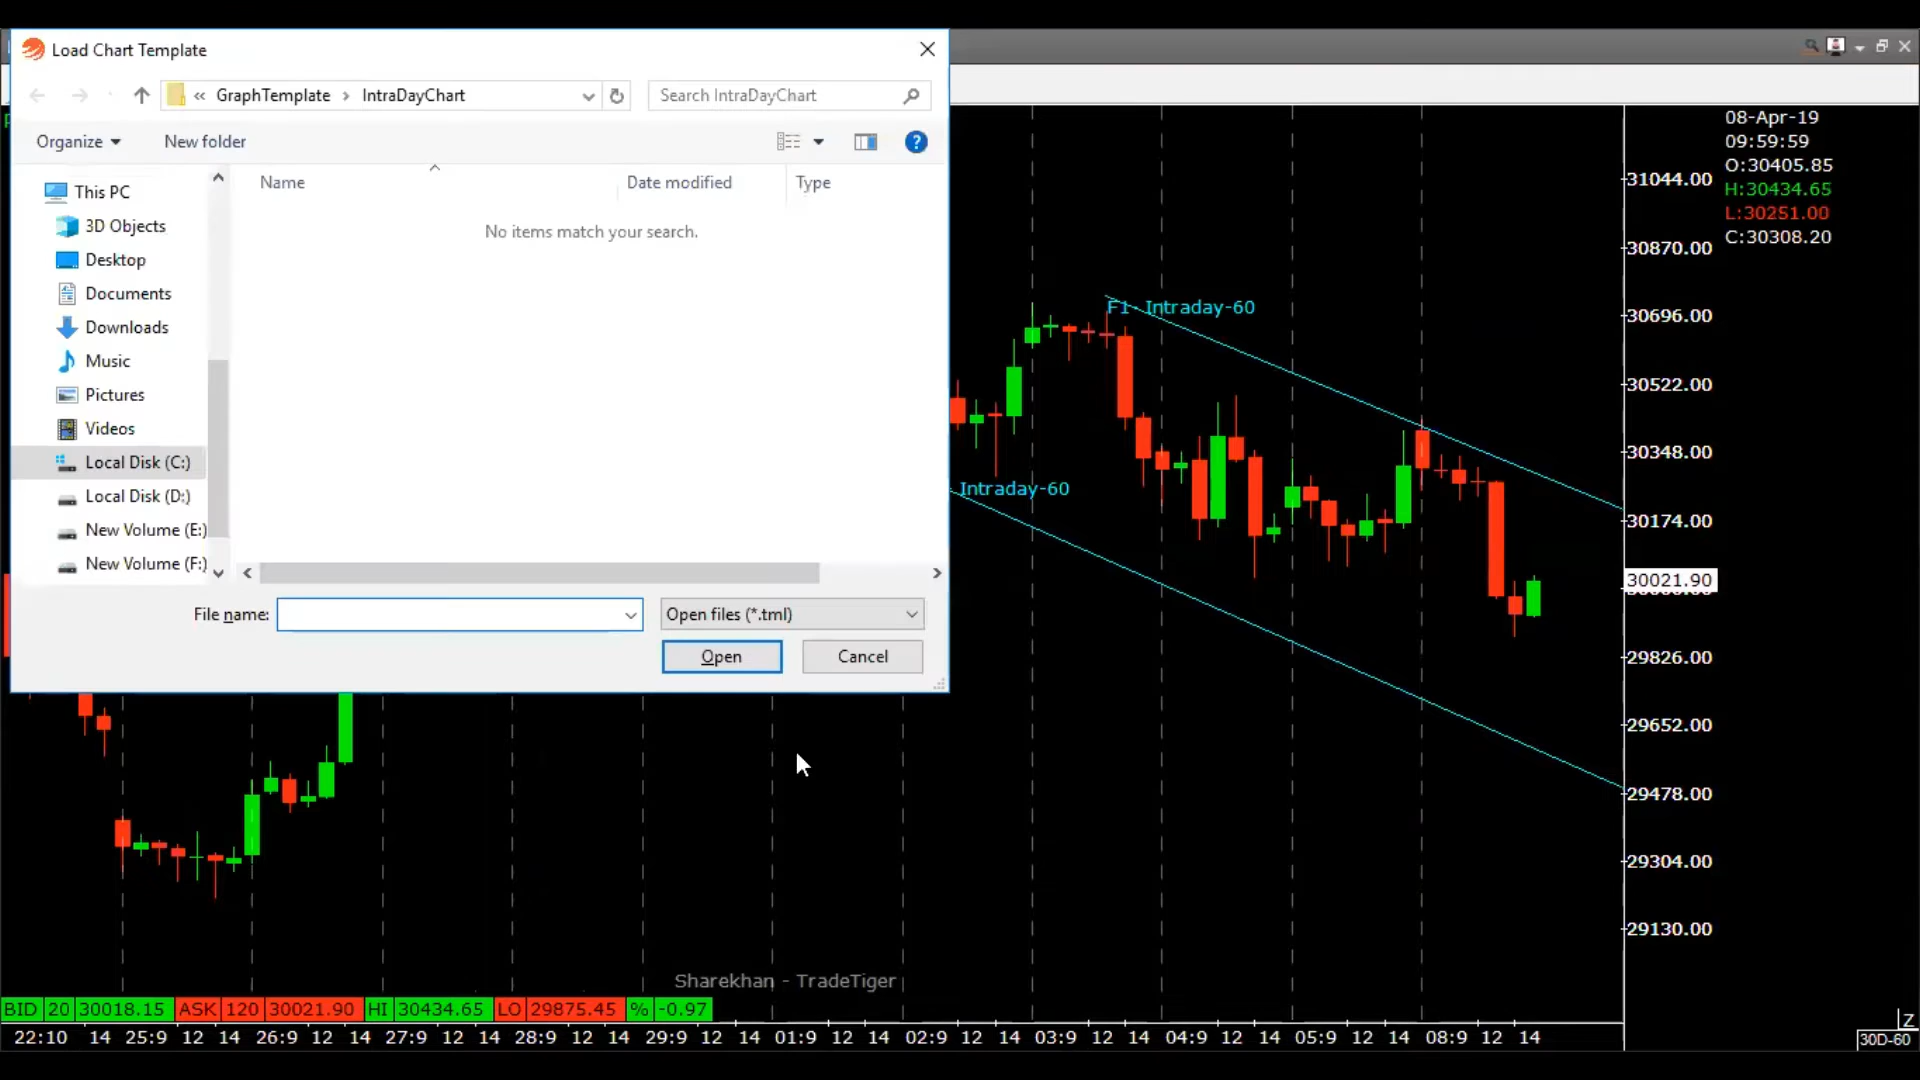 Load Chart Template
« GraphTemplate › IntraDayChart
Search IntraDayChart
Organize
New folder
?
Name
Date modified
Type
This PC
3D Objects
Desktop
Documents
Downloads
Music
Pictures
Videos
Local Disk (C:)
Local Disk (D:)
New Volume (E:)
New Volume (F:)
No items match your search.
File name:
Open files (*.tml)
Open
Cancel
08-Apr-19
09:59:59
O:30405.85
H:30434.65
L:30251.00
C:30308.20
F1- Intraday-60
Intraday-60
31044.00
30870.00
30696.00
30522.00
30348.00
30174.00
30021.90
29826.00
29652.00
29478.00
29304.00
29130.00
Sharekhan - TradeTiger
BID 20 30018.15 ASK 120 30021.90 HI 30434.65 LO 29875.45 % -0.97
22:10 14 25:9 12 14 26:9 12 14 27:9 12 14 28:9 12 14 29:9 12 14 01:9 12 14 02:9 12 14 03:9 12 14 04:9 12 14 05:9 12 14 08:9 12 14
Z
30D-60